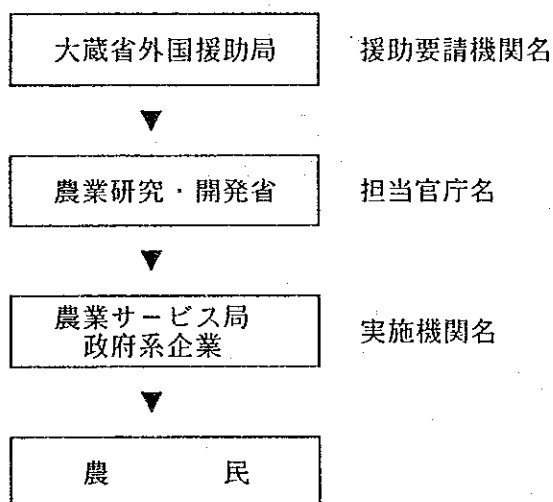 大蔵省外国援助局 援助要請機関名
▼
農業研究・開発省 担当官庁名
▼
農業サービス局
政府系企業 実施機関名
▼
農 民